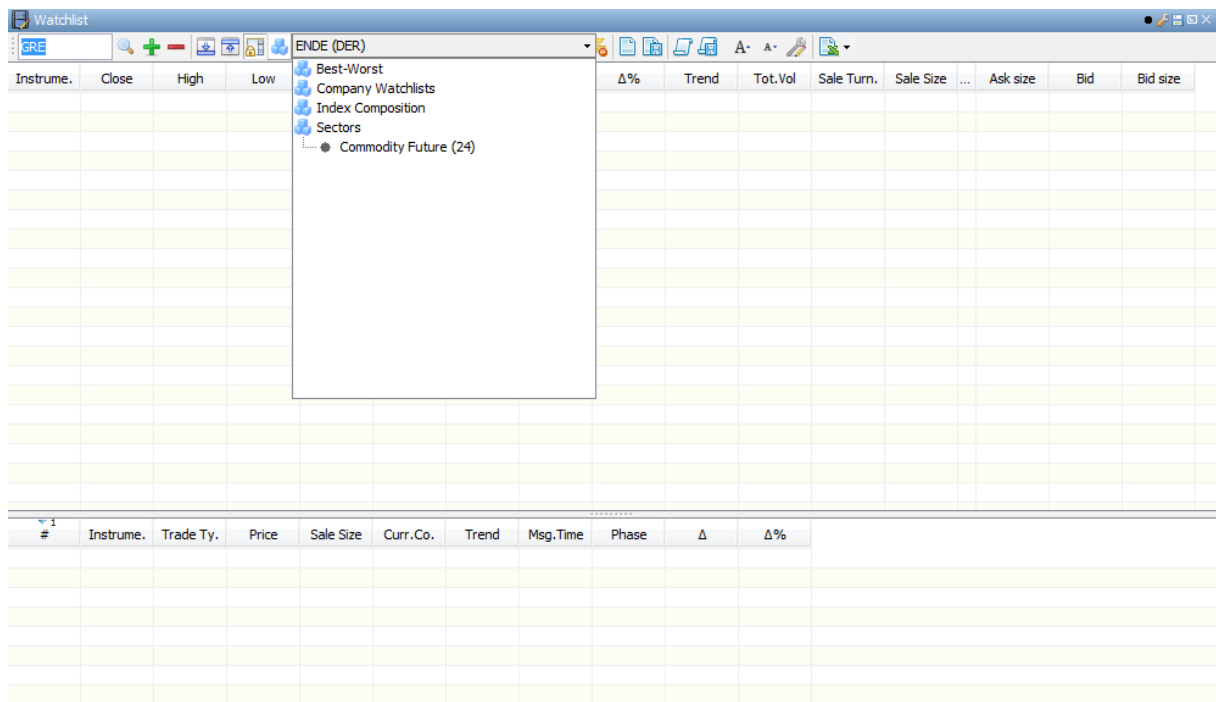 Watchlist
GRE ENDE (DER) A A
Instrume. Close High Low Δ% Trend Tot.Vol Sale Turn. Sale Size ... Ask size Bid Bid size
Best-Worst
Company Watchlists
Index Composition
Sectors
Commodity Future (24)
1
# Instrume. Trade Ty. Price Sale Size Curr.Co. Trend Msg.Time Phase Δ Δ%